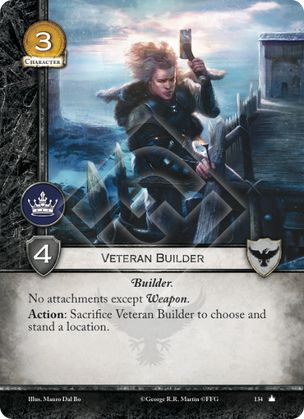 3
CHARACTER
4
VETERAN BUILDER
Builder.
No attachments except Weapon.
Action: Sacrifice Veteran Builder to choose and
stand a location.
Illus. Mauro Dal Bo ©George R.R. Martin ©FFG 134